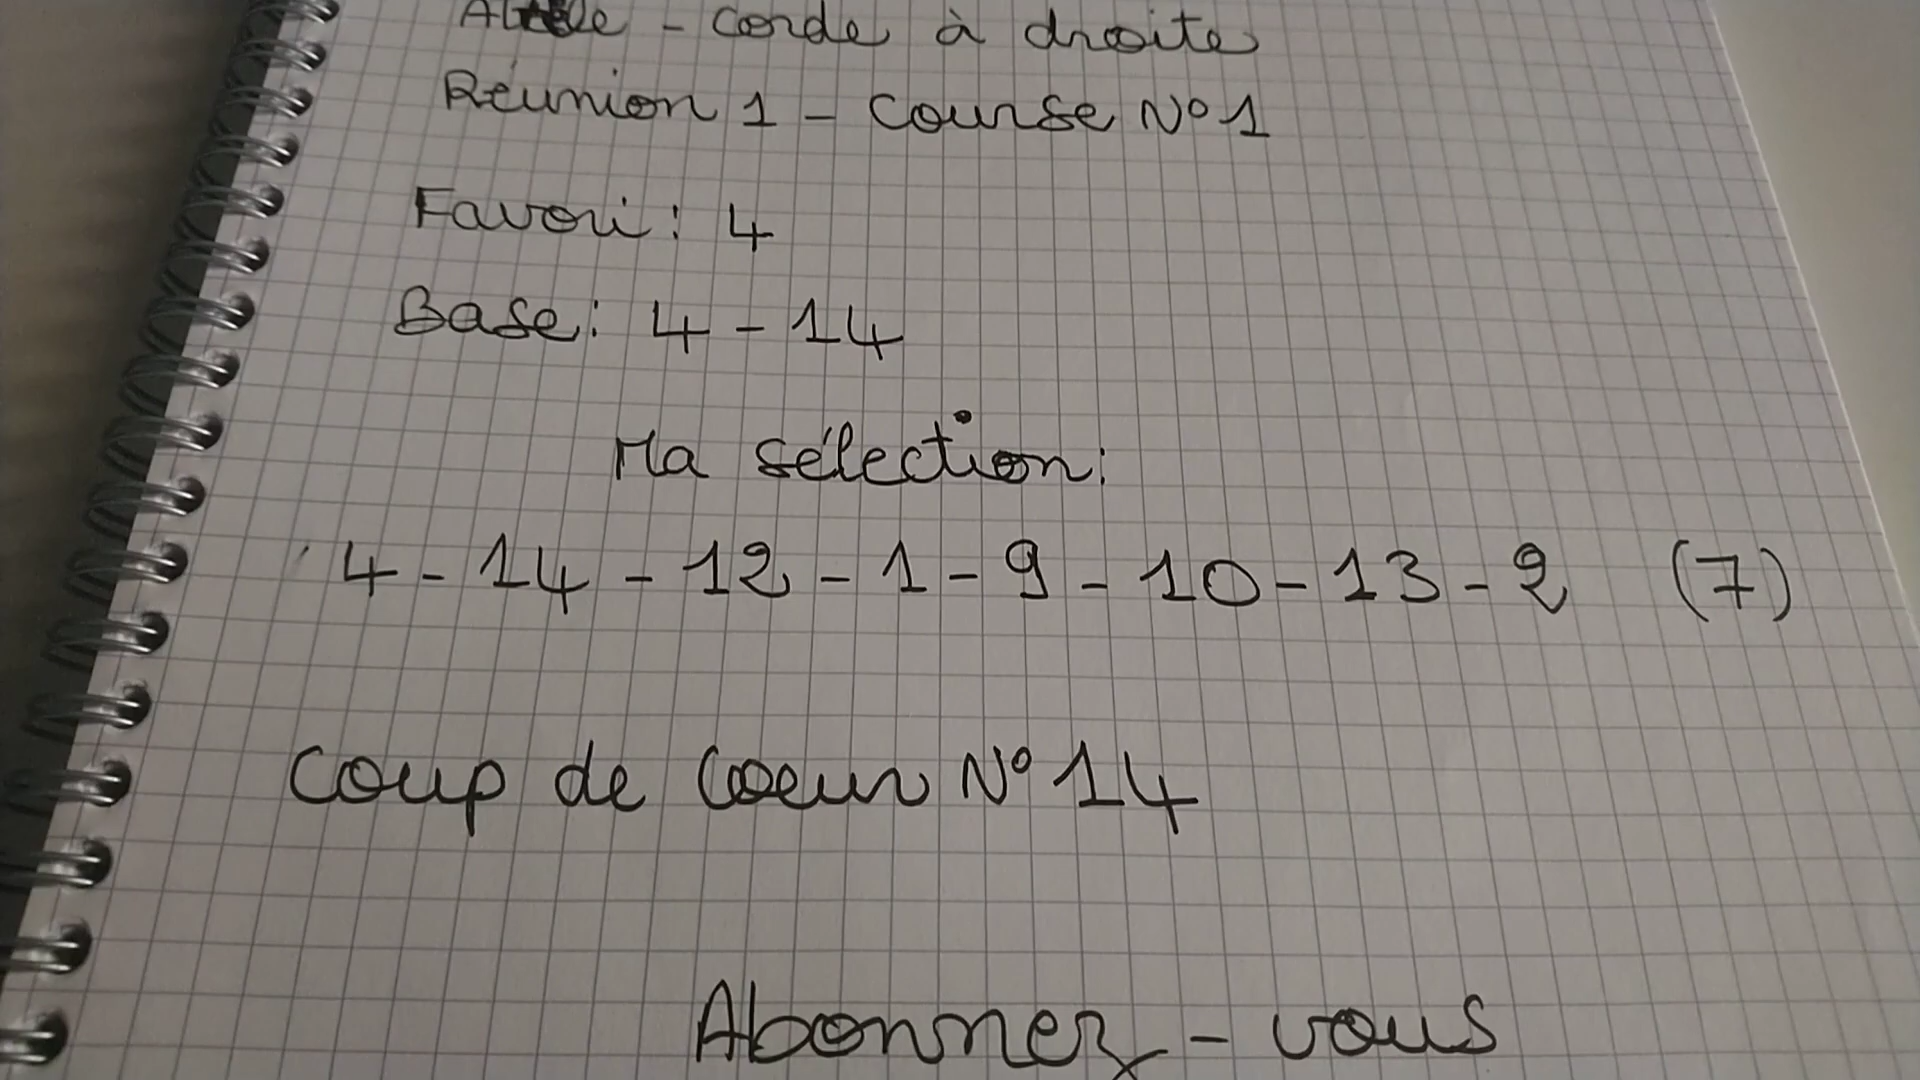 Attelé - Corde à droite
Réunion 1 - Course N° 1
Favori : 4
Base : 4 - 14
Ma sélection :
4 - 14 - 12 - 1 - 9 - 10 - 13 - 2 (7)
Coup de coeur N° 14
Abonnez - vous